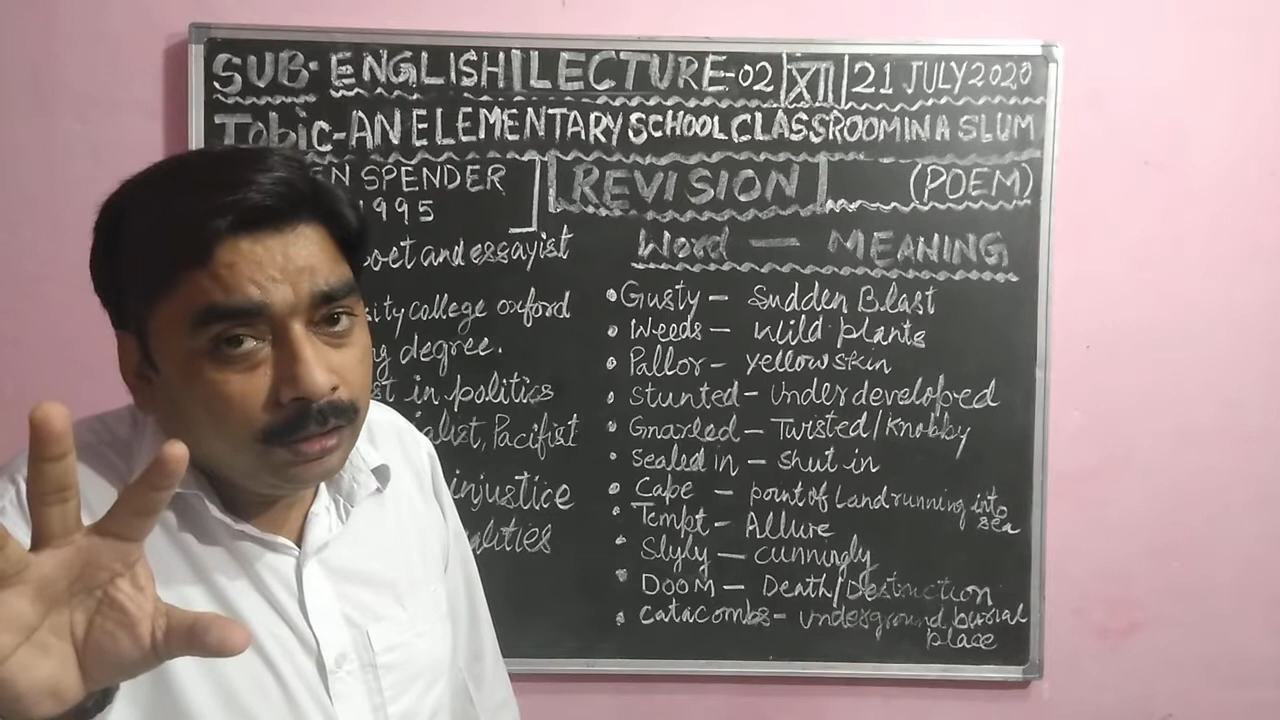 SUB- ENGLISH LECTURE-02 XII 21 JULY 2020
Topic-AN ELEMENTARY SCHOOL CLASSROOM IN A SLUM
EN SPENDER REVISION (POEM)
1995
poet and essayist Word — MEANING
sity college oxford
g degree.
st in politics
alist, Pacifist
injustice
alities
• Gusty — Sudden Blast
• Weeds — Wild plants
• Pallor — yellow skin
• Stunted — Underdeveloped
• Gnarled — Twisted/Knobby
• Sealed in — Shut in
• Cape — point of Land running into sea
• Tempt — Allure
• Slyly — cunningly
• DOOM — Death/Destruction
• Catacombs — underground burial place